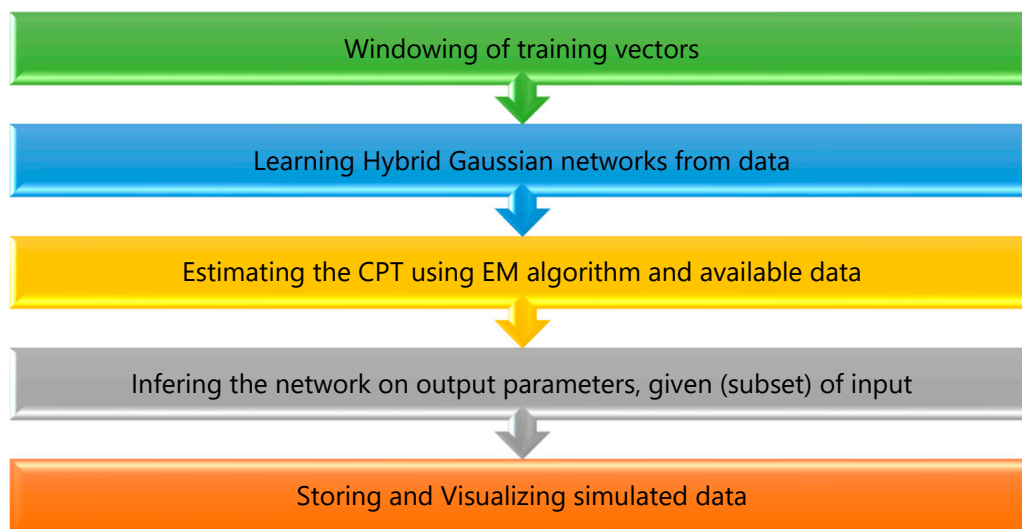 Windowing of training vectors
Learning Hybrid Gaussian networks from data
Estimating the CPT using EM algorithm and available data
Infering the network on output parameters, given (subset) of input
Storing and Visualizing simulated data